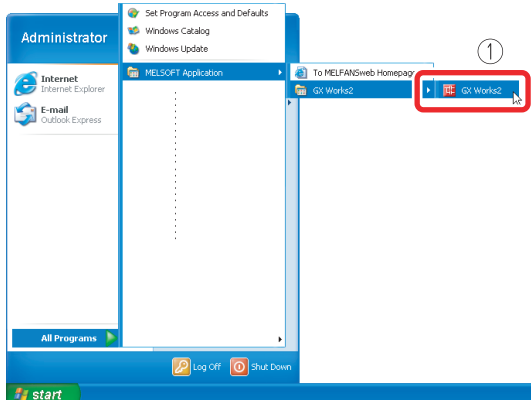 Administrator
Set Program Access and Defaults
Windows Catalog
Windows Update
Internet
Internet Explorer
E-mail
Outlook Express
MELSOFT Application
To MELFANSweb Homepage
GX Works2
1
GX Works2
All Programs
Log Off
Shut Down
start